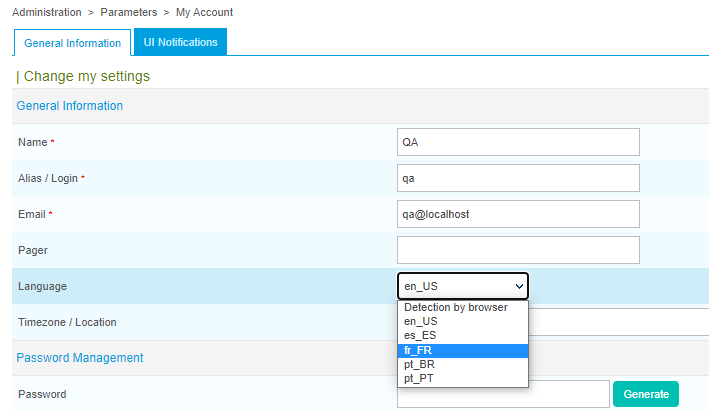 Administration > Parameters > My Account
General Information UI Notifications
| Change my settings
General Information
Name * QA
Alias / Login * qa
Email * qa@localhost
Pager
Language en_US
Detection by browser
en_US
Timezone / Location
es_ES
fr_FR
Password Management
pt_BR
pt_PT
Password Generate